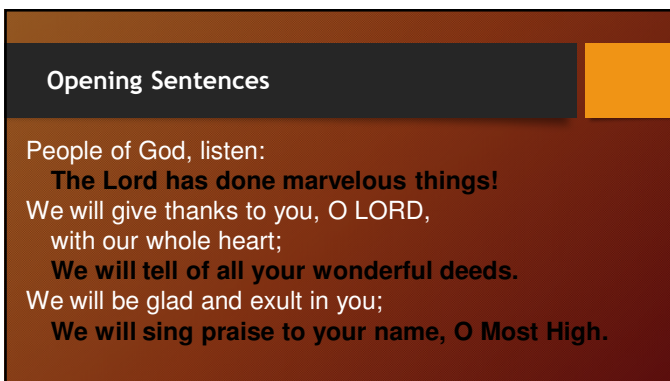 Opening Sentences
People of God, listen:
The Lord has done marvelous things!
We will give thanks to you, O LORD,
with our whole heart;
We will tell of all your wonderful deeds.
We will be glad and exult in you;
We will sing praise to your name, O Most High.